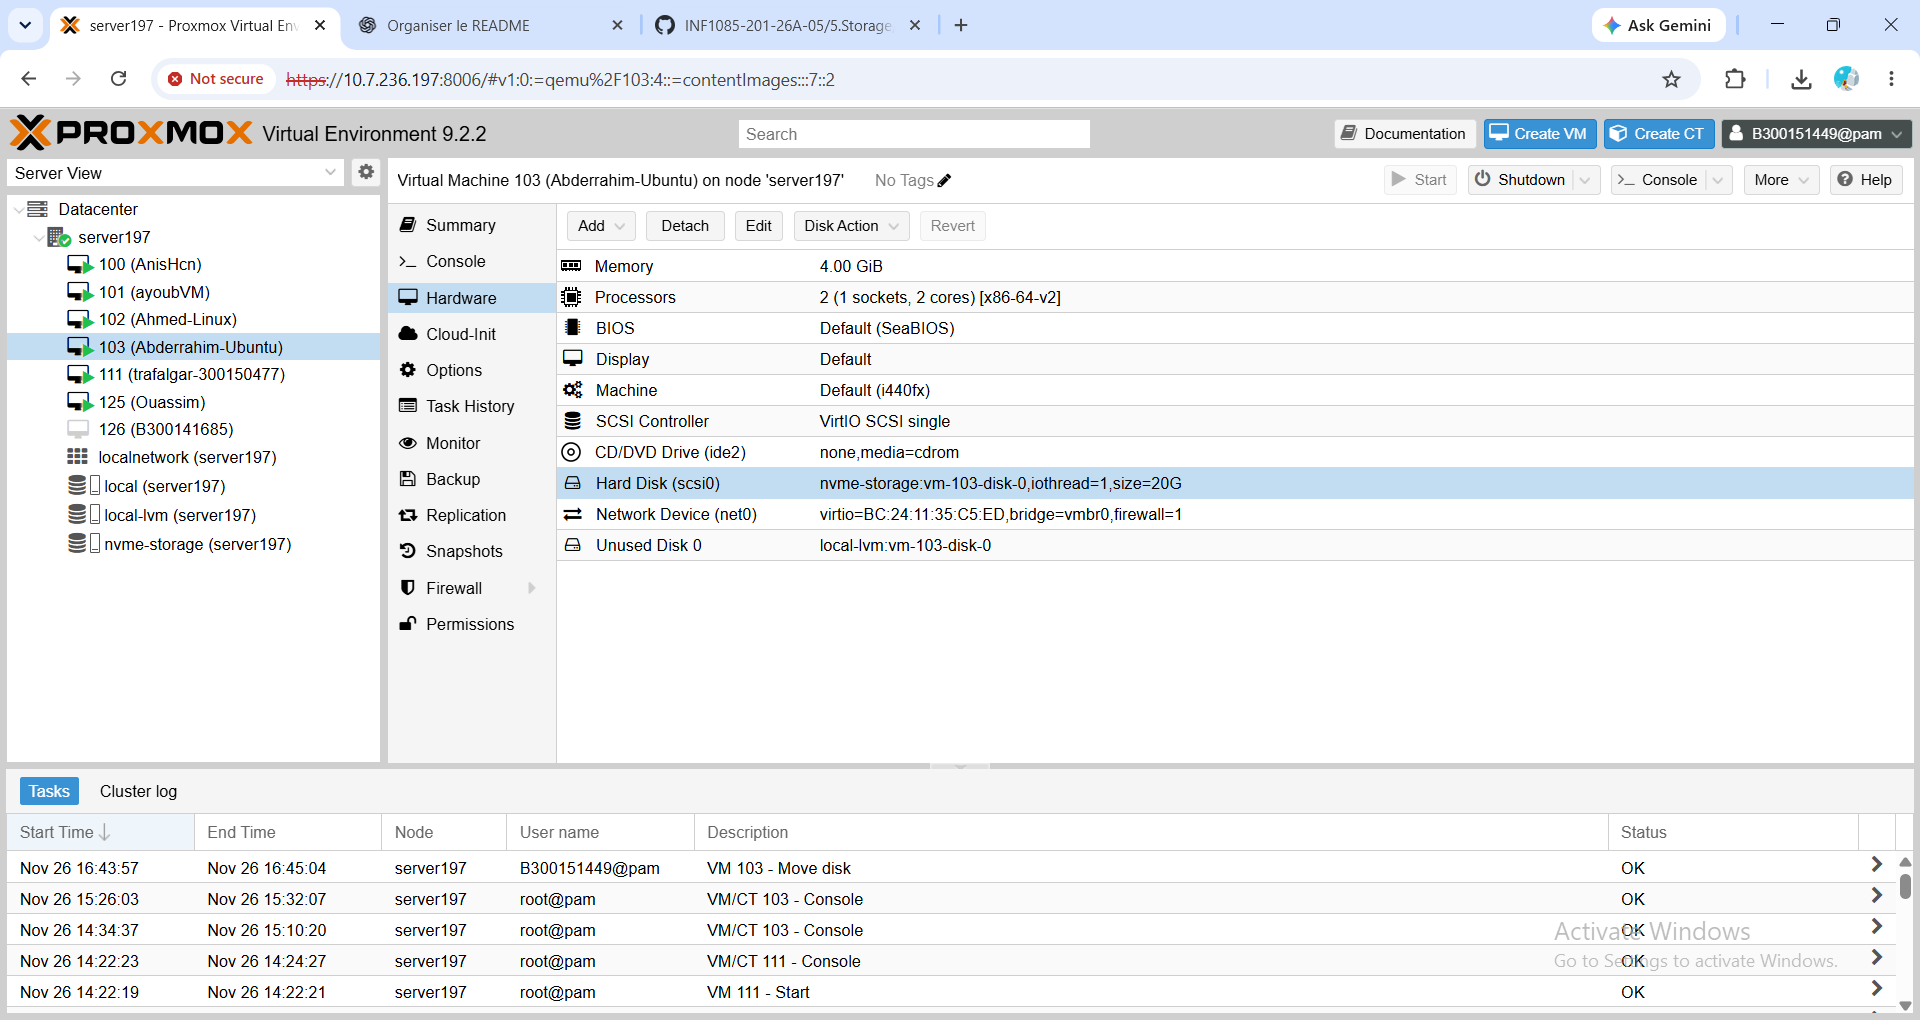 server197 - Proxmox Virtual En
Organiser le README
INF1085-201-26A-05/5.Storage
Ask Gemini
Not secure
https://10.7.236.197:8006/#v1:0:=qemu%2F103:4::=contentImages:::7::2
PROXMOX Virtual Environment 9.2.2
Search
Documentation
Create VM
Create CT
B300151449@pam
Server View
Virtual Machine 103 (Abderrahim-Ubuntu) on node 'server197'
No Tags
Start
Shutdown
Console
More
Help
Datacenter
server197
100 (AnisHcn)
101 (ayoubVM)
102 (Ahmed-Linux)
103 (Abderrahim-Ubuntu)
111 (trafalgar-300150477)
125 (Ouassim)
126 (B300141685)
localnetwork (server197)
local (server197)
local-lvm (server197)
nvme-storage (server197)
Summary
Console
Hardware
Cloud-Init
Options
Task History
Monitor
Backup
Replication
Snapshots
Firewall
Permissions
Add
Detach
Edit
Disk Action
Revert
Memory 4.00 GiB
Processors 2 (1 sockets, 2 cores) [x86-64-v2]
BIOS Default (SeaBIOS)
Display Default
Machine Default (i440fx)
SCSI Controller VirtIO SCSI single
CD/DVD Drive (ide2) none,media=cdrom
Hard Disk (scsi0) nvme-storage:vm-103-disk-0,iothread=1,size=20G
Network Device (net0) virtio=BC:24:11:35:C5:ED,bridge=vmbr0,firewall=1
Unused Disk 0 local-lvm:vm-103-disk-0
Tasks
Cluster log
Start Time End Time Node User name Description Status
Nov 26 16:43:57 Nov 26 16:45:04 server197 B300151449@pam VM 103 - Move disk OK
Nov 26 15:26:03 Nov 26 15:32:07 server197 root@pam VM/CT 103 - Console OK
Nov 26 14:34:37 Nov 26 15:10:20 server197 root@pam VM/CT 103 - Console OK
Nov 26 14:22:23 Nov 26 14:24:27 server197 root@pam VM/CT 111 - Console OK
Nov 26 14:22:19 Nov 26 14:22:21 server197 root@pam VM 111 - Start OK
Activate Windows
Go to Settings to activate Windows.